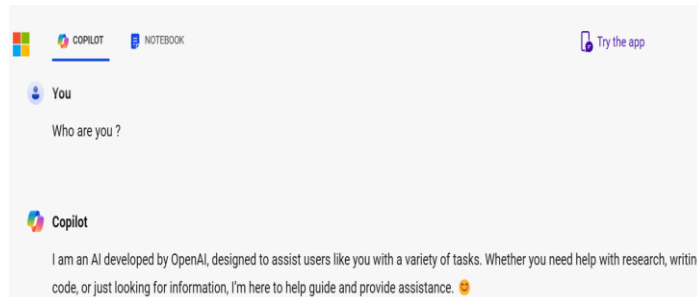 COPILOT NOTEBOOK Try the app
You
Who are you ?
Copilot
I am an AI developed by OpenAI, designed to assist users like you with a variety of tasks. Whether you need help with research, writin
code, or just looking for information, I'm here to help guide and provide assistance. 😊